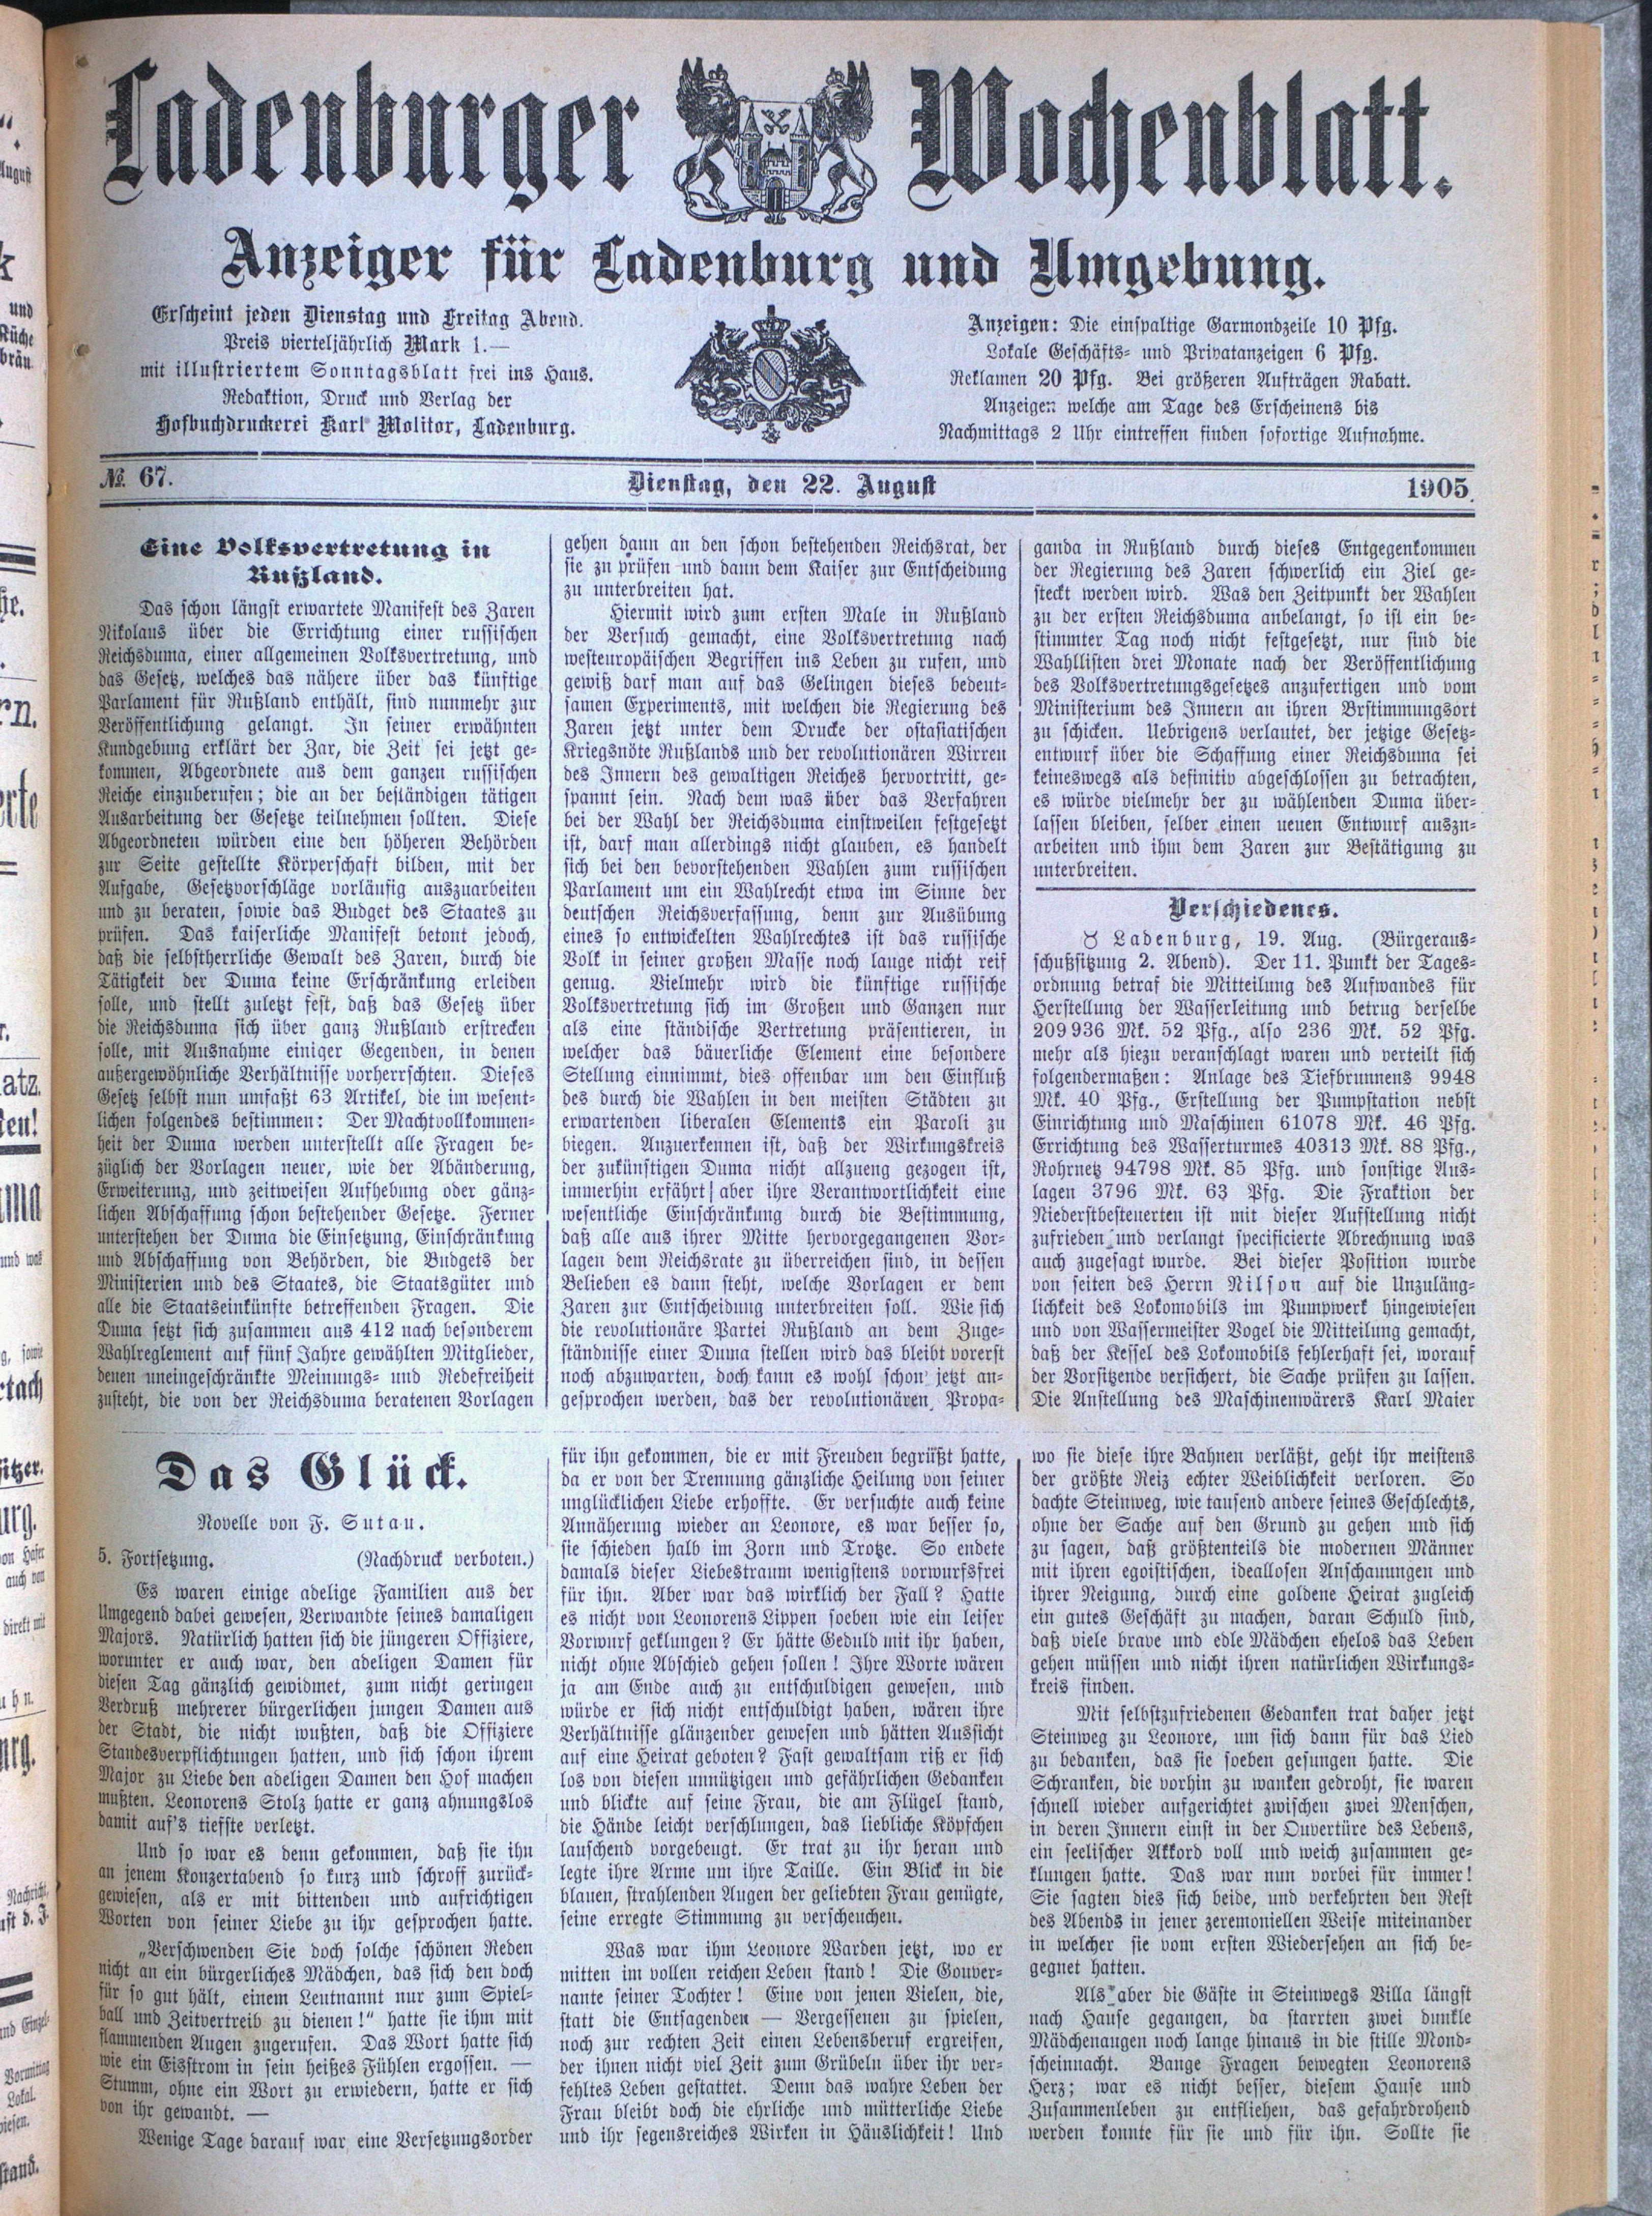 Ladenburger Wochenblatt.
Anzeiger für Ladenburg und Umgebung.
Erscheint jeden Dienstag und Freitag Abend.
Preis vierteljährlich Mark 1.—
mit illustriertem Sonntagsblatt frei ins Haus.
Redaktion, Druck und Verlag der
Hofbuchdruckerei Karl Molitor, Ladenburg.
Anzeigen: Die einspaltige Garmondzeile 10 Pfg.
Lokale Geschäfts- und Privatanzeigen 6 Pfg.
Reklamen 20 Pfg. Bei größeren Aufträgen Rabatt.
Anzeigen welche am Tage des Erscheinens bis
Nachmittags 2 Uhr eintreffen finden sofortige Aufnahme.
№. 67. Dienstag, den 22. August 1905.
Eine Volksvertretung in
Rußland.
Das schon längst erwartete Manifest des Zaren
Nikolaus über die Errichtung einer russischen
Reichsduma, einer allgemeinen Volksvertretung, und
das Gesetz, welches das nähere über das künftige
Parlament für Rußland enthält, sind nunmehr zur
Veröffentlichung gelangt. In seiner erwähnten
Kundgebung erklärt der Zar, die Zeit sei jetzt ge-
kommen, Abgeordnete aus dem ganzen russischen
Reiche einzuberufen; die an der beständigen tätigen
Ausarbeitung der Gesetze teilnehmen sollten. Diese
Abgeordneten würden eine den höheren Behörden
zur Seite gestellte Körperschaft bilden, mit der
Aufgabe, Gesetzvorschläge vorläufig auszuarbeiten
und zu beraten, sowie das Budget des Staates zu
prüfen. Das kaiserliche Manifest betont jedoch,
daß die selbstherrliche Gewalt des Zaren, durch die
Tätigkeit der Duma keine Erschränkung erleiden
solle, und stellt zuletzt fest, daß das Gesetz über
die Reichsduma sich über ganz Rußland erstrecken
solle, mit Ausnahme einiger Gegenden, in denen
außergewöhnliche Verhältnisse vorherrschten. Dieses
Gesetz selbst nun umfaßt 63 Artikel, die im wesent-
lichen folgendes bestimmen: Der Machtvollkommen-
heit der Duma werden unterstellt alle Fragen be-
züglich der Vorlagen neuer, wie der Abänderung,
Erweiterung, und zeitweisen Aufhebung oder gänz-
lichen Abschaffung schon bestehender Gesetze. Ferner
unterstehen der Duma die Einsetzung, Einschränkung
und Abschaffung von Behörden, die Budgets der
Ministerien und des Staates, die Staatsgüter und
alle die Staatseinkünfte betreffenden Fragen. Die
Duma setzt sich zusammen aus 412 nach besonderem
Wahlreglement auf fünf Jahre gewählten Mitglieder,
denen uneingeschränkte Meinungs- und Redefreiheit
zusteht, die von der Reichsduma beratenen Vorlagen
gehen dann an den schon bestehenden Reichsrat, der
sie zu prüfen und dann dem Kaiser zur Entscheidung
zu unterbreiten hat.
Hiermit wird zum ersten Male in Rußland
der Versuch gemacht, eine Volksvertretung nach
westeuropäischen Begriffen ins Leben zu rufen, und
gewiß darf man auf das Gelingen dieses bedeut-
samen Experiments, mit welchen die Regierung des
Zaren jetzt unter dem Drucke der ostasiatischen
Kriegsnöte Rußlands und der revolutionären Wirren
des Innern des gewaltigen Reiches hervortritt, ge-
spannt sein. Nach dem was über das Verfahren
bei der Wahl der Reichsduma einstweilen festgesetzt
ist, darf man allerdings nicht glauben, es handelt
sich bei den bevorstehenden Wahlen zum russischen
Parlament um ein Wahlrecht etwa im Sinne der
deutschen Reichsverfassung, denn zur Ausübung
eines so entwickelten Wahlrechtes ist das russische
Volk in seiner großen Masse noch lange nicht reif
genug. Vielmehr wird die künftige russische
Volksvertretung sich im Großen und Ganzen nur
als eine ständische Vertretung präsentieren, in
welcher das bäuerliche Element eine besondere
Stellung einnimmt, dies offenbar um den Einfluß
des durch die Wahlen in den meisten Städten zu
erwartenden liberalen Elements ein Paroli zu
biegen. Anzuerkennen ist, daß der Wirkungskreis
der zukünftigen Duma nicht allzueng gezogen ist,
immerhin erfährt aber ihre Verantwortlichkeit eine
wesentliche Einschränkung durch die Bestimmung,
daß alle aus ihrer Mitte hervorgegangenen Vor-
lagen dem Reichsrate zu überreichen sind, in dessen
Belieben es dann steht, welche Vorlagen er dem
Zaren zur Entscheidung unterbreiten soll. Wie sich
die revolutionäre Partei Rußland an dem Zuge-
ständnisse einer Duma stellen wird das bleibt vorerst
noch abzuwarten, doch kann es wohl schon jetzt an-
gesprochen werden, das der revolutionären Propa-
ganda in Rußland durch dieses Entgegenkommen
der Regierung des Zaren schwerlich ein Ziel ge-
steckt werden wird. Was den Zeitpunkt der Wahlen
zu der ersten Reichsduma anbelangt, so ist ein be-
stimmter Tag noch nicht festgesetzt, nur sind die
Wahllisten drei Monate nach der Veröffentlichung
des Volksvertretungsgesetzes anzufertigen und vom
Ministerium des Innern an ihren Brstimmungsort
zu schicken. Uebrigens verlautet, der jetzige Gesetz-
entwurf über die Schaffung einer Reichsduma sei
keineswegs als definitiv abgeschlossen zu betrachten,
es würde vielmehr der zu wählenden Duma über-
lassen bleiben, selber einen neuen Entwurf auszn-
arbeiten und ihm dem Zaren zur Bestätigung zu
unterbreiten.
Verschiedenes.
♉ Ladenburg, 19. Aug. (Bürgeraus-
schußsitzung 2. Abend). Der 11. Punkt der Tages-
ordnung betraf die Mitteilung des Aufwandes für
Herstellung der Wasserleitung und betrug derselbe
209 936 Mk. 52 Pfg., also 236 Mk. 52 Pfg.
mehr als hiezu veranschlagt waren und verteilt sich
folgendermaßen: Anlage des Tiefbrunnens 9948
Mk. 40 Pfg., Erstellung der Pumpstation nebst
Einrichtung und Maschinen 61078 Mk. 46 Pfg.
Errichtung des Wasserturmes 40313 Mk. 88 Pfg.,
Rohrnetz 94798 Mk. 85 Pfg. und sonstige Aus-
lagen 3796 Mk. 63 Pfg. Die Fraktion der
Niederstbesteuerten ist mit dieser Aufstellung nicht
zufrieden und verlangt specificierte Abrechnung was
auch zugesagt wurde. Bei dieser Position wurde
von seiten des Herrn Nilson auf die Unzuläng-
lichkeit des Lokomobils im Pumpwerk hingewiesen
und von Wassermeister Vogel die Mitteilung gemacht,
daß der Kessel des Lokomobils fehlerhaft sei, worauf
der Vorsitzende versichert, die Sache prüfen zu lassen.
Die Anstellung des Maschinenwärers Karl Maier
Das Glück.
Novelle von F. Sutau.
5. Fortsetzung. (Nachdruck verboten.)
Es waren einige adelige Familien aus der
Umgegend dabei gewesen, Verwandte seines damaligen
Majors. Natürlich hatten sich die jüngeren Offiziere,
worunter er auch war, den adeligen Damen für
diesen Tag gänzlich gewidmet, zum nicht geringen
Verdruß mehrerer bürgerlichen jungen Damen aus
der Stadt, die nicht wußten, daß die Offiziere
Standesverpflichtungen hatten, und sich schon ihrem
Major zu Liebe den adeligen Damen den Hof machen
mußten. Leonorens Stolz hatte er ganz ahnungslos
damit auf's tiefste verletzt.
Und so war es denn gekommen, daß sie ihn
an jenem Konzertabend so kurz und schroff zurück-
gewiesen, als er mit bittenden und aufrichtigen
Worten von seiner Liebe zu ihr gesprochen hatte.
„Verschwenden Sie doch solche schönen Reden
nicht an ein bürgerliches Mädchen, das sich den doch
für so gut hält, einem Leutnannt nur zum Spiel-
ball und Zeitvertreib zu dienen!" hatte sie ihm mit
flammenden Augen zugerufen. Das Wort hatte sich
wie ein Eisstrom in sein heißes Fühlen ergossen. —
Stumm, ohne ein Wort zu erwiedern, hatte er sich
von ihr gewandt. —
Wenige Tage darauf war eine Versetzungsorder
für ihn gekommen, die er mit Freuden begrüßt hatte,
da er von der Trennung gänzliche Heilung von seiner
unglücklichen Liebe erhoffte. Er versuchte auch keine
Annäherung wieder an Leonore, es war besser so,
sie schieden halb im Zorn und Trotze. So endete
damals dieser Liebestraum wenigstens vorwurfsfrei
für ihn. Aber war das wirklich der Fall? Hatte
es nicht von Leonorens Lippen soeben wie ein leiser
Vorwurf geklungen? Er hätte Geduld mit ihr haben,
nicht ohne Abschied gehen sollen! Ihre Worte wären
ja am Ende auch zu entschuldigen gewesen, und
würde er sich nicht entschuldigt haben, wären ihre
Verhältnisse glänzender gewesen und hätten Aussicht
auf eine Heirat geboten? Fast gewaltsam riß er sich
los von diesen unnützigen und gefährlichen Gedanken
und blickte auf seine Frau, die am Flügel stand,
die Hände leicht verschlungen, das liebliche Köpfchen
lauschend vorgebeugt. Er trat zu ihr heran und
legte ihre Arme um ihre Taille. Ein Blick in die
blauen, strahlenden Augen der geliebten Frau genügte,
seine erregte Stimmung zu verscheuchen.
Was war ihm Leonore Warden jetzt, wo er
mitten im vollen reichen Leben stand! Die Gouver-
nante seiner Tochter! Eine von jenen Vielen, die,
statt die Entsagenden — Vergessenen zu spielen,
noch zur rechten Zeit einen Lebensberuf ergreifen,
der ihnen nicht viel Zeit zum Grübeln über ihr ver-
fehltes Leben gestattet. Denn das wahre Leben der
Frau bleibt doch die ehrliche und mütterliche Liebe
und ihr segensreiches Wirken in Häuslichkeit! Und
wo sie diese ihre Bahnen verläßt, geht ihr meistens
der größte Reiz echter Weiblichkeit verloren. So
dachte Steinweg, wie tausend andere seines Geschlechts,
ohne der Sache auf den Grund zu gehen und sich
zu sagen, daß größtenteils die modernen Männer
mit ihren egoistischen, ideallosen Anschauungen und
ihrer Neigung, durch eine goldene Heirat zugleich
ein gutes Geschäft zu machen, daran Schuld sind,
daß viele brave und edle Mädchen ehelos das Leben
gehen müssen und nicht ihren natürlichen Wirkungs-
kreis finden.
Mit selbstzufriedenen Gedanken trat daher jetzt
Steinweg zu Leonore, um sich dann für das Lied
zu bedanken, das sie soeben gesungen hatte. Die
Schranken, die vorhin zu wanken gedroht, sie waren
schnell wieder aufgerichtet zwischen zwei Menschen,
in deren Innern einst in der Ouvertüre des Lebens,
ein seelischer Akkord voll und weich zusammen ge-
klungen hatte. Das war nun vorbei für immer!
Sie sagten dies sich beide, und verkehrten den Rest
des Abends in jener zeremoniellen Weise miteinander
in welcher sie vom ersten Wiedersehen an sich be-
gegnet hatten.
Als aber die Gäste in Steinwegs Villa längst
nach Hause gegangen, da starrten zwei dunkle
Mädchenaugen noch lange hinaus in die stille Mond-
scheinnacht. Bange Fragen bewegten Leonorens
Herz; war es nicht besser, diesem Hause und
Zusammenleben zu entfliehen, das gefahrdrohend
werden konnte für sie und für ihn. Sollte sie